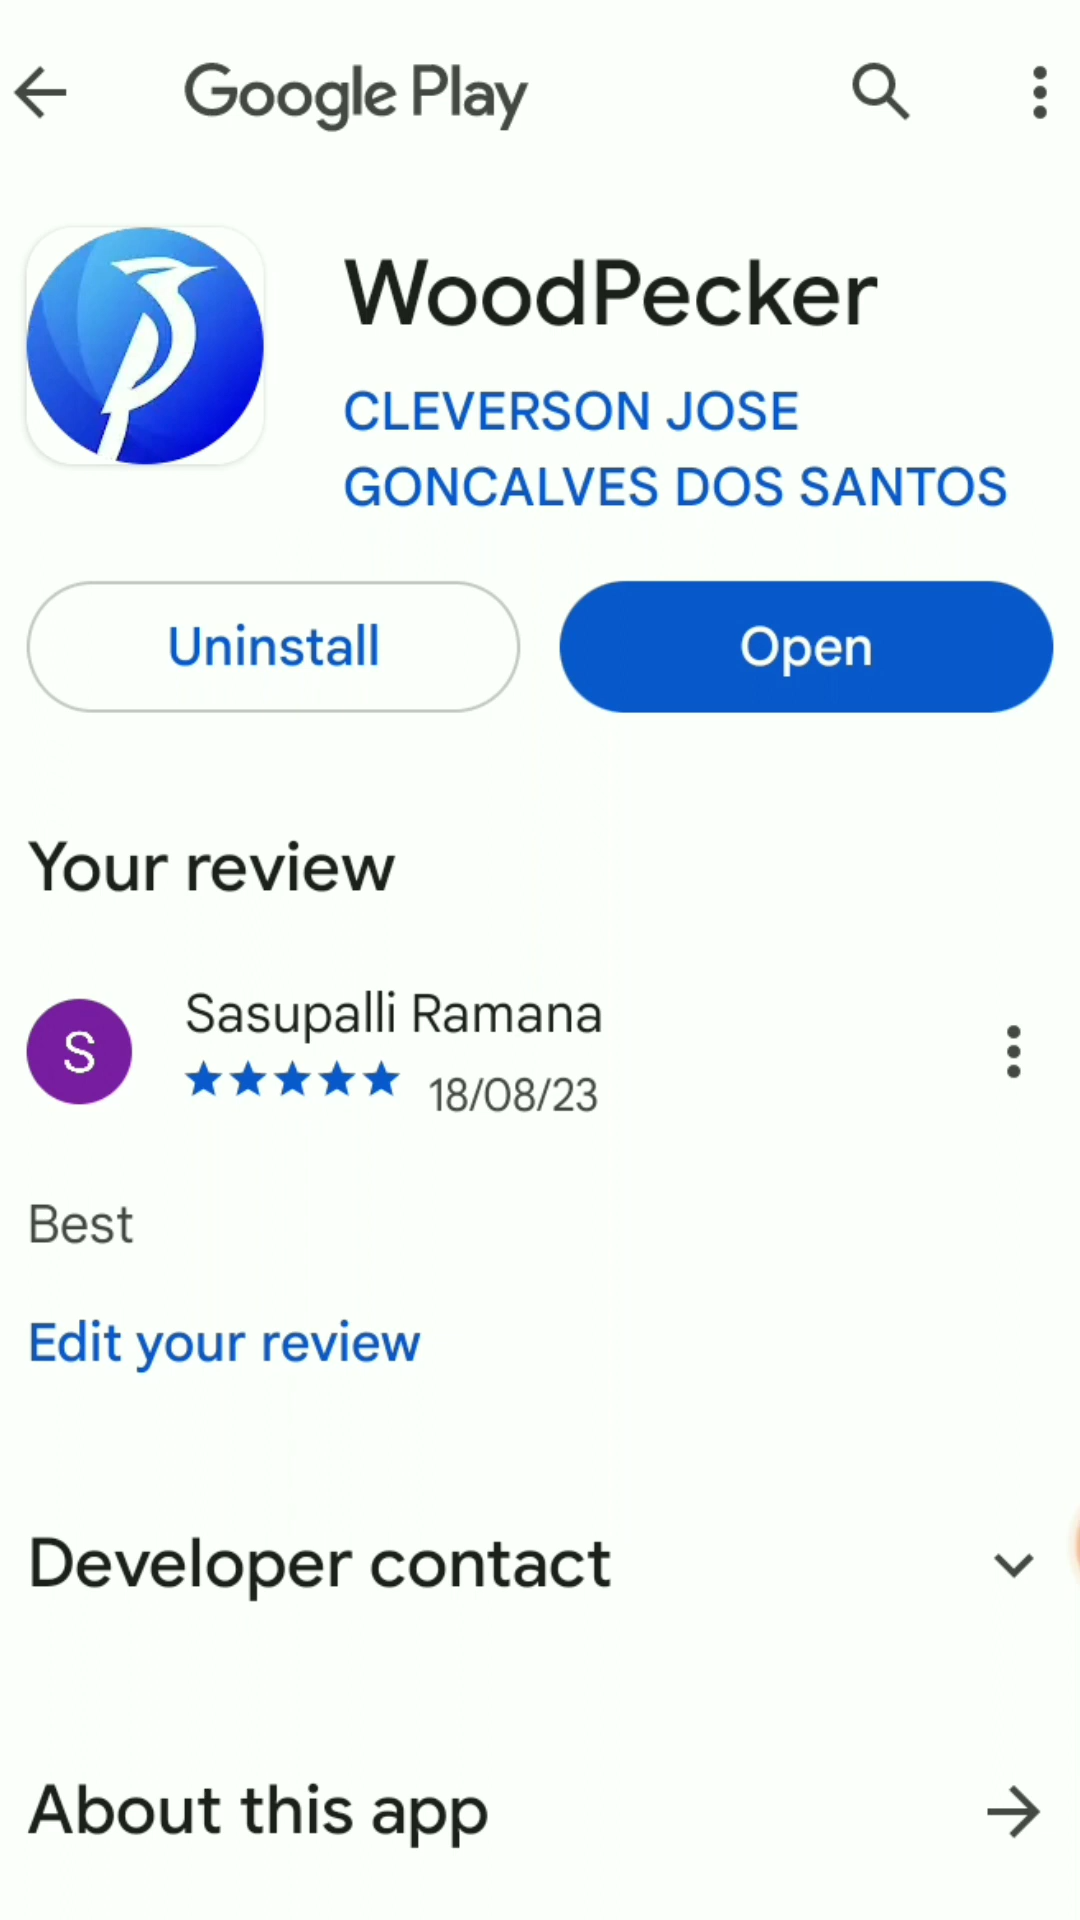 Google Play
WoodPecker
CLEVERSON JOSE
GONCALVES DOS SANTOS
Uninstall
Open
Your review
S
Sasupalli Ramana
18/08/23
Best
Edit your review
Developer contact
About this app